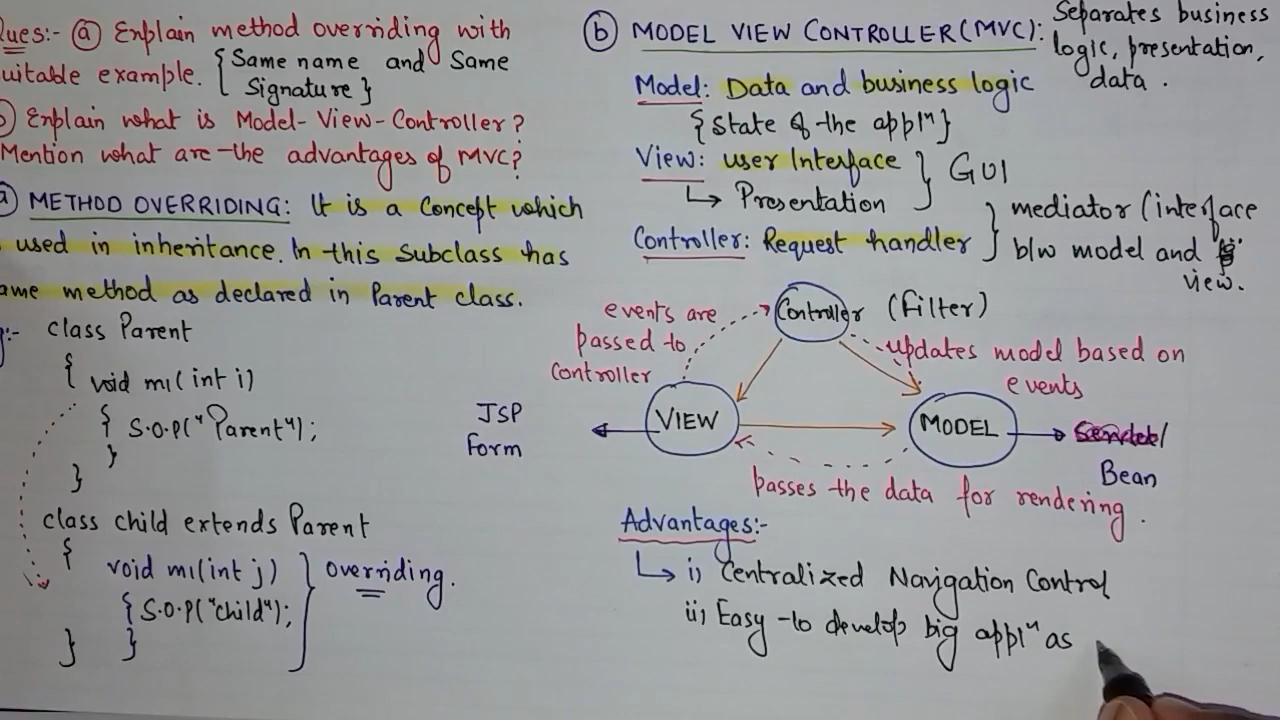 Ques:- (a) Explain method overriding with
suitable example. {Same name and Same
Signature}
b) Explain what is Model-View-Controller?
Mention what are the advantages of MVC?
a) METHOD OVERRIDING: It is a Concept which
used in inheritance. In this Subclass has
same method as declared in Parent class.
g:- class Parent
{
void m1(int i)
{ S.O.P("Parent");
}
}
class child extends Parent
{
void m1(int j) } overriding.
{S.O.P("child");
}
}
(b) MODEL VIEW CONTROLLER(MVC): Separates business
logic, presentation,
data.
Model: Data and business logic
{State of the appln}
View: user Interface } GUI
↳ Presentation
Controller: Request handler } mediator (interface
b/w model and
view.
events are
passed to
controller
Controller (Filter)
updates model based on
events
JSP
Form
VIEW
MODEL
Bean
passes the data for rendering.
Advantages:-
↳ i) Centralized Navigation Control
ii) Easy to develop big appln as